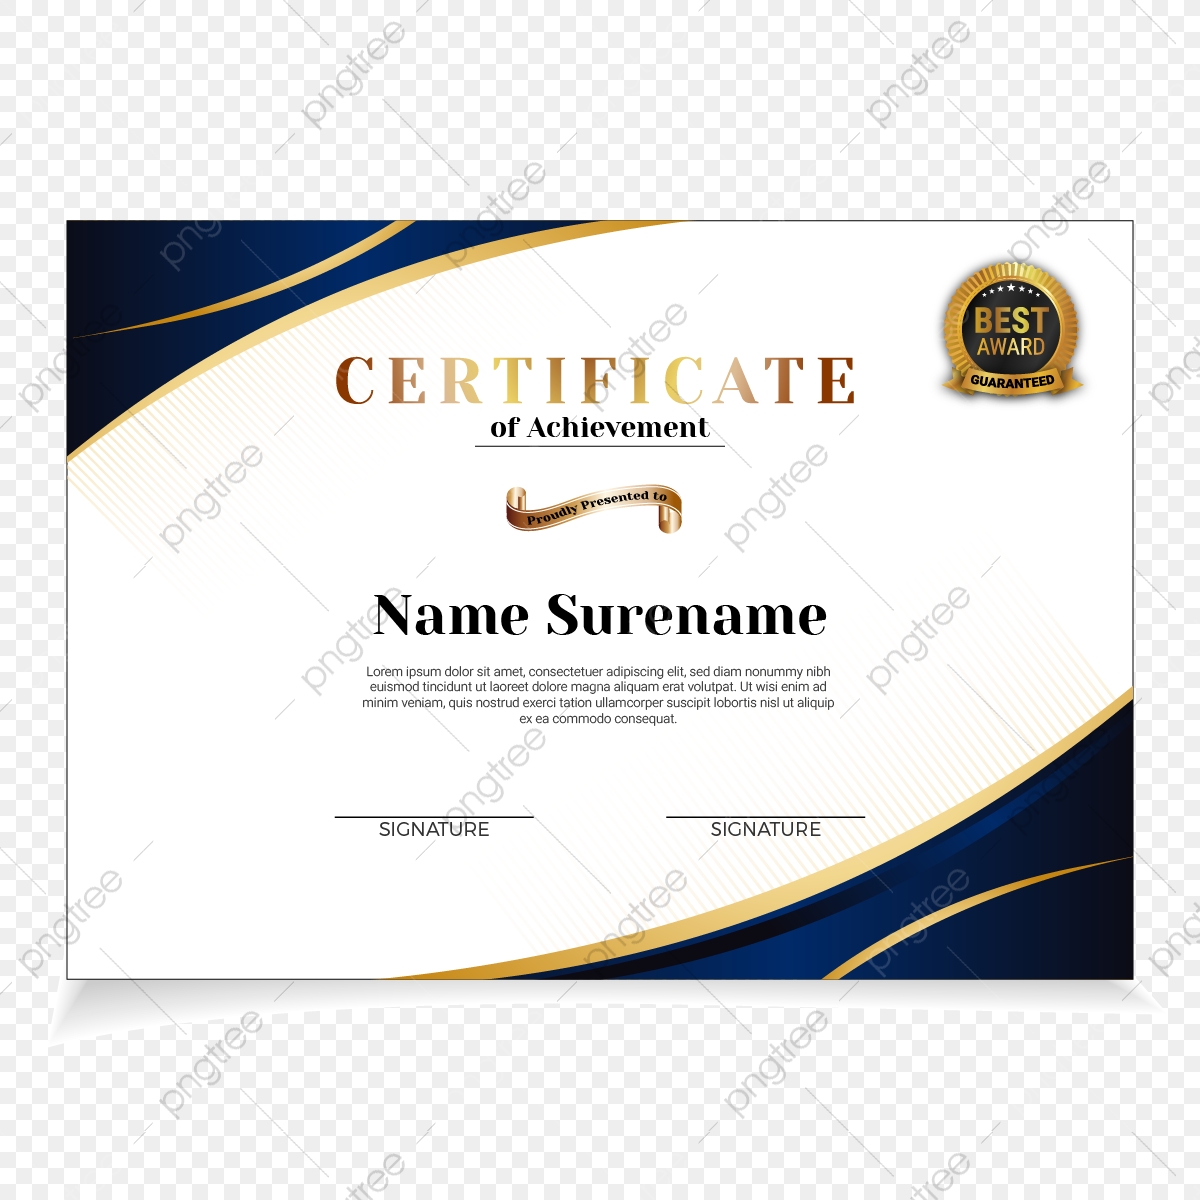 BEST
AWARD
GUARANTEED
CERTIFICATE
of Achievement
Proudly Presented to
Name Surename
Lorem ipsum dolor sit amet, consectetuer adipiscing elit, sed diam nonummy nibh
euismod tincidunt ut laoreet dolore magna aliquam erat volutpat. Ut wisi enim ad
minim veniam, quis nostrud exerci tation ullamcorper suscipit lobortis nisl ut aliquip
ex ea commodo consequat.
SIGNATURE
SIGNATURE
pngtree